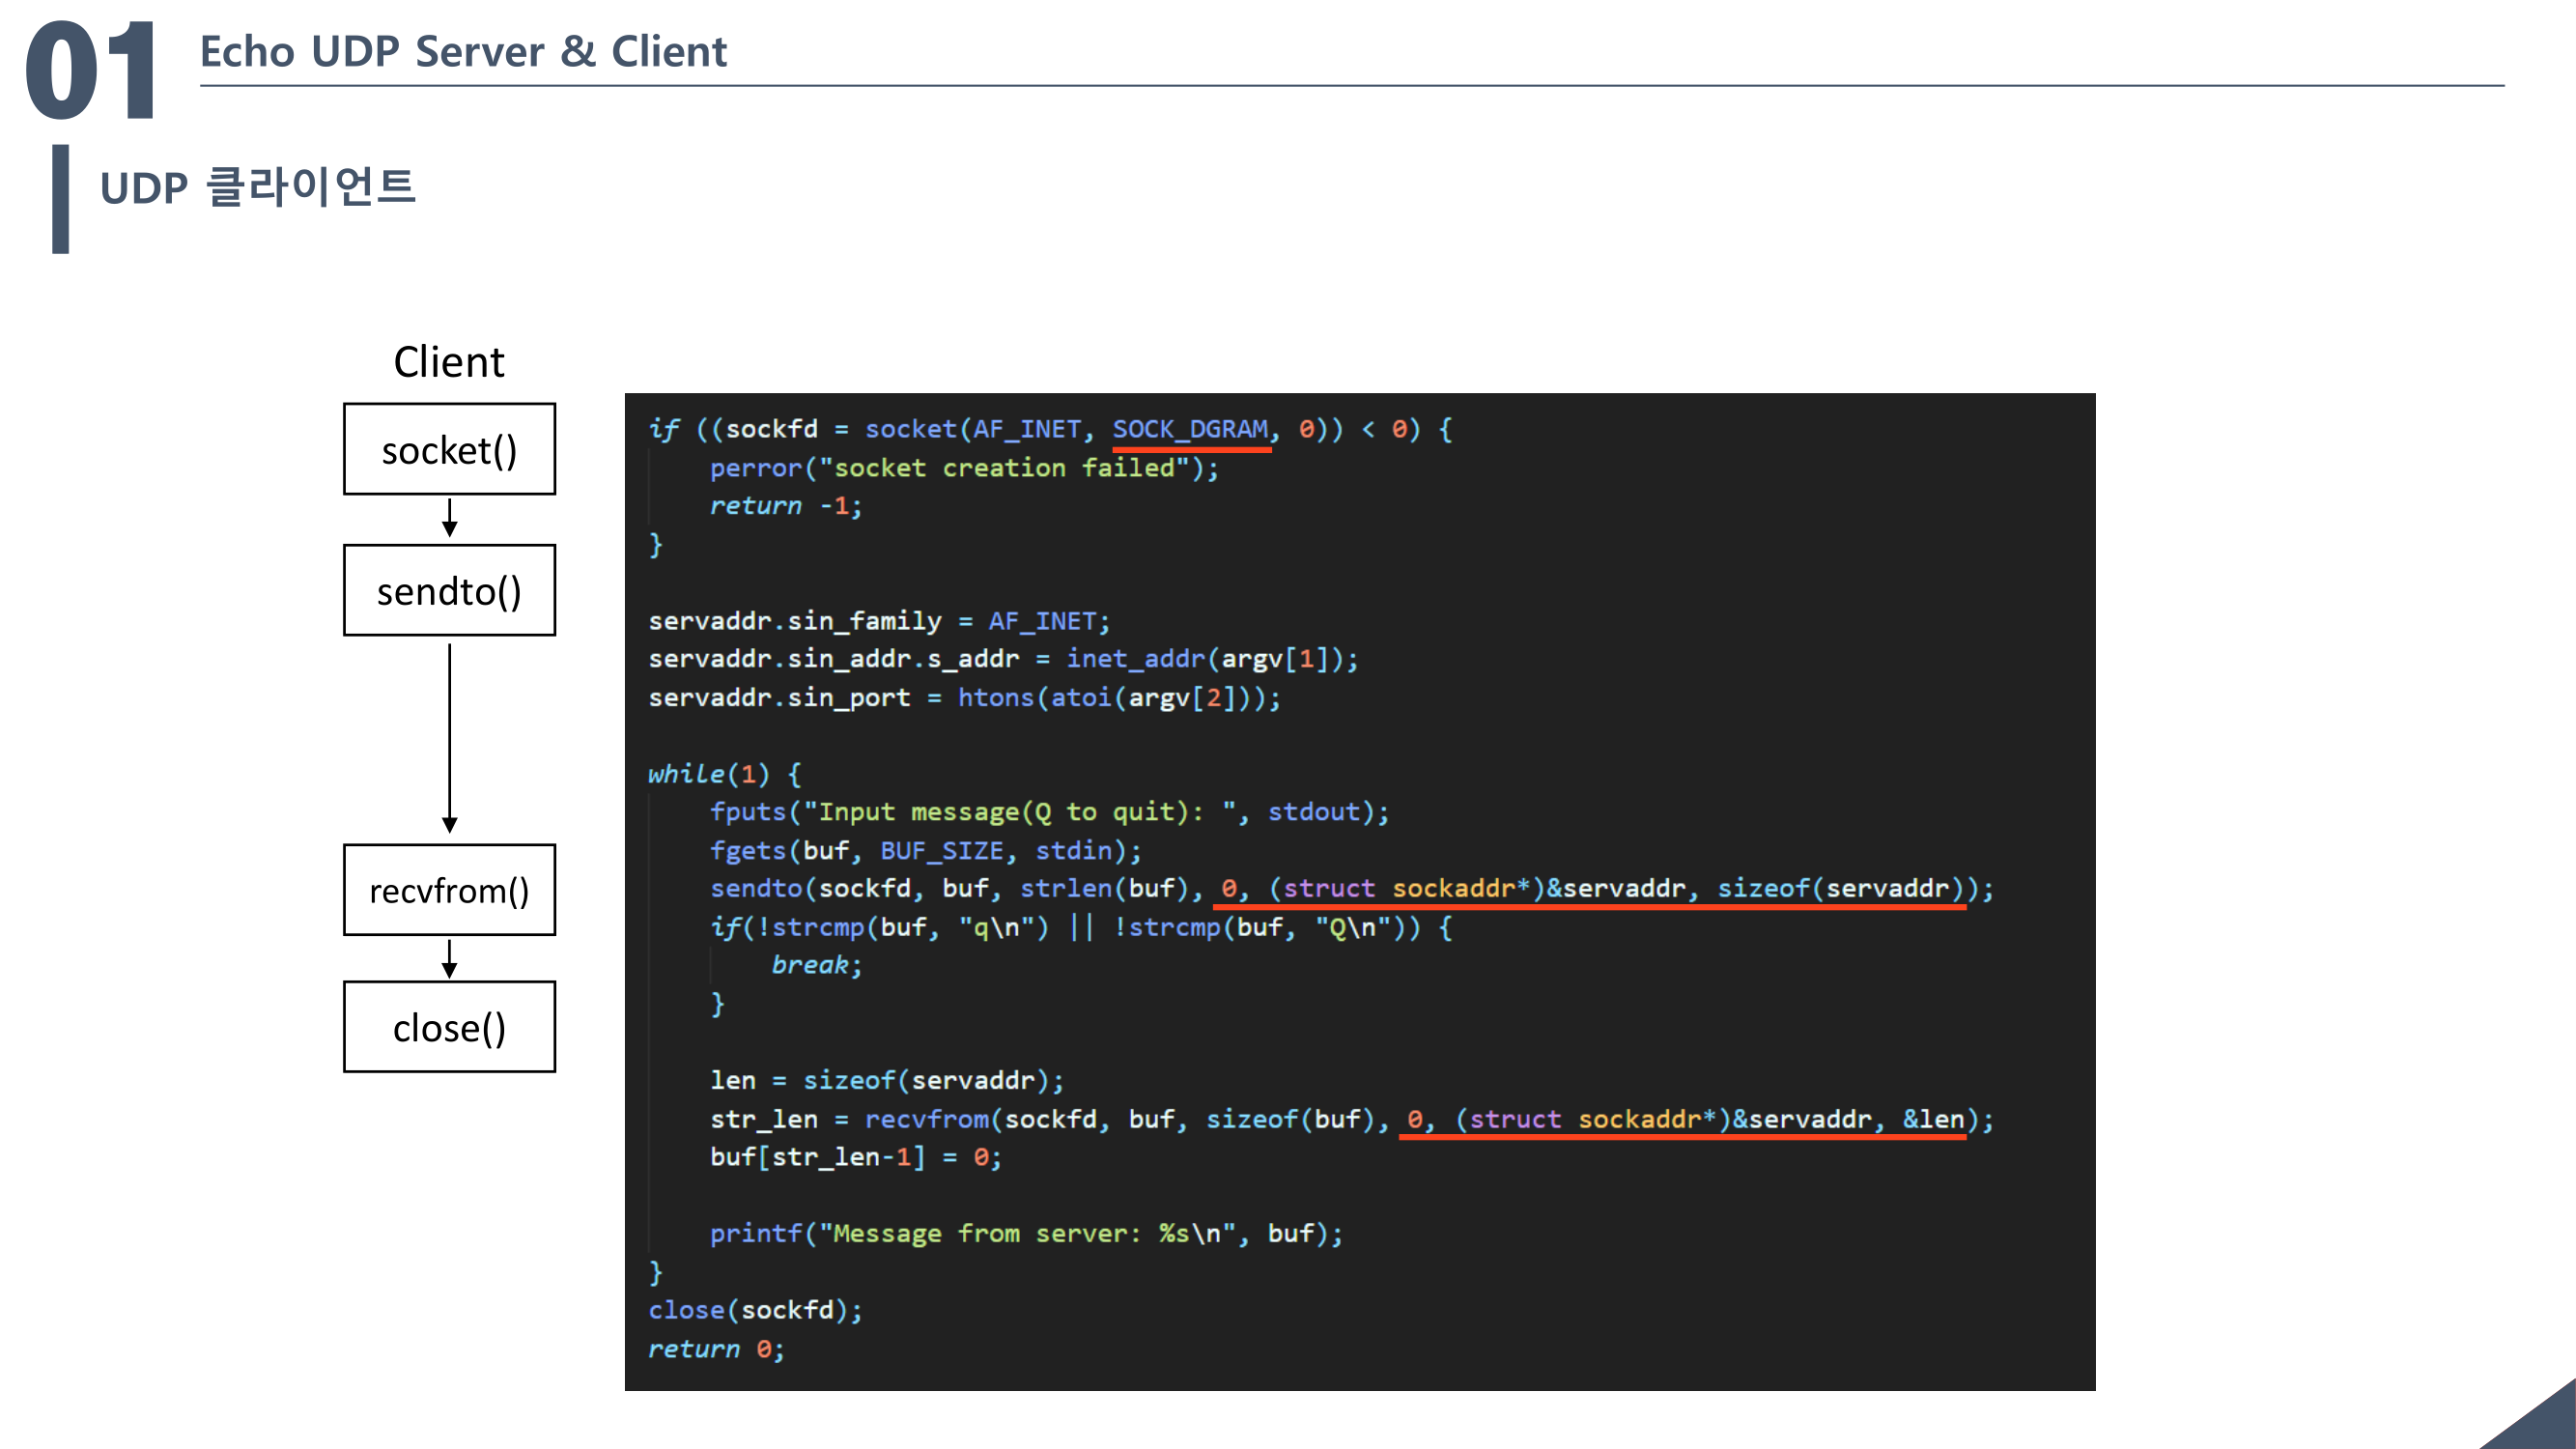 01
Echo UDP Server & Client
UDP 클라이언트
Client
socket()
sendto()
recvfrom()
close()
if ((sockfd = socket(AF_INET, SOCK_DGRAM, 0)) < 0) {
    perror("socket creation failed");
    return -1;
}
servaddr.sin_family = AF_INET;
servaddr.sin_addr.s_addr = inet_addr(argv[1]);
servaddr.sin_port = htons(atoi(argv[2]));
while(1) {
    fputs("Input message(Q to quit): ", stdout);
    fgets(buf, BUF_SIZE, stdin);
    sendto(sockfd, buf, strlen(buf), 0, (struct sockaddr*)&servaddr, sizeof(servaddr));
    if(!strcmp(buf, "q\n") || !strcmp(buf, "Q\n")) {
        break;
    }
    len = sizeof(servaddr);
    str_len = recvfrom(sockfd, buf, sizeof(buf), 0, (struct sockaddr*)&servaddr, &len);
    buf[str_len-1] = 0;
    printf("Message from server: %s\n", buf);
}
close(sockfd);
return 0;